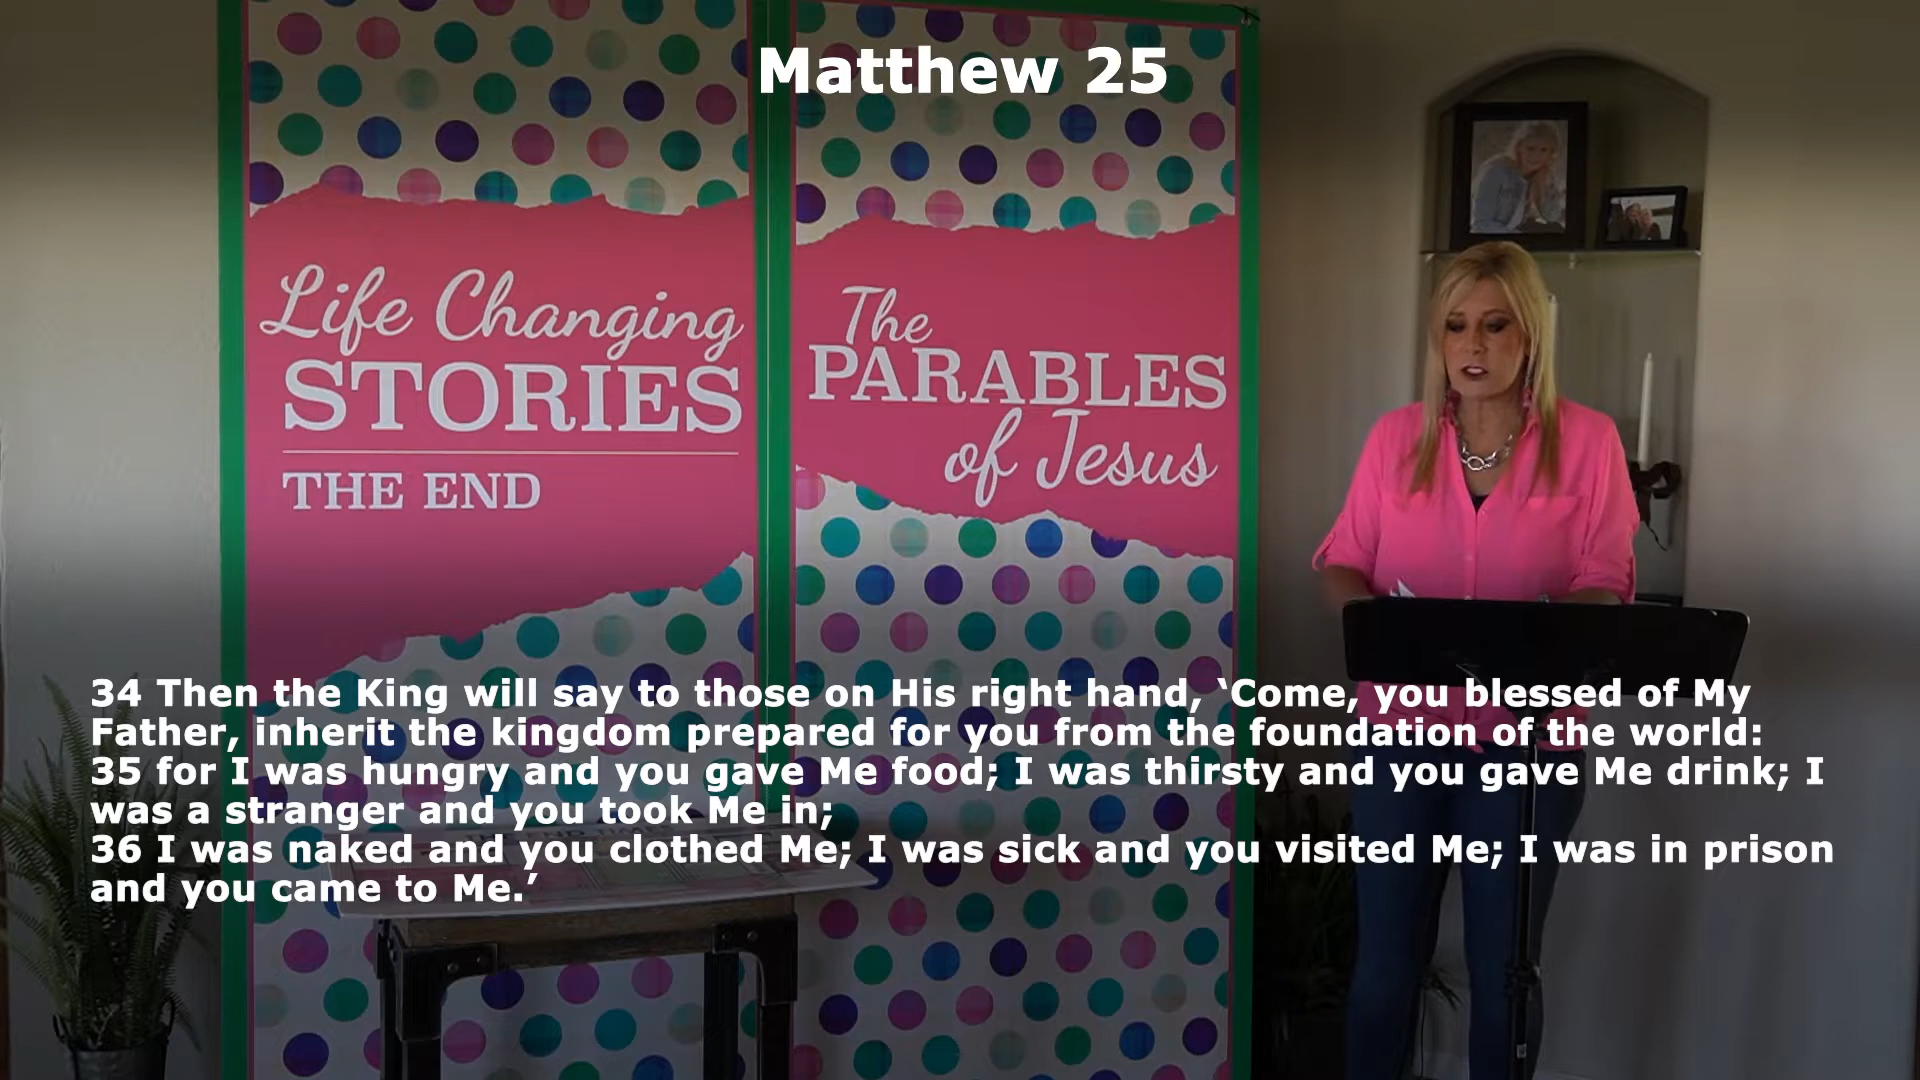 Matthew 25
Life Changing
STORIES
THE END
The
PARABLES
of Jesus
34 Then the King will say to those on His right hand, ‘Come, you blessed of My
Father, inherit the kingdom prepared for you from the foundation of the world:
35 for I was hungry and you gave Me food; I was thirsty and you gave Me drink; I
was a stranger and you took Me in;
36 I was naked and you clothed Me; I was sick and you visited Me; I was in prison
and you came to Me.’